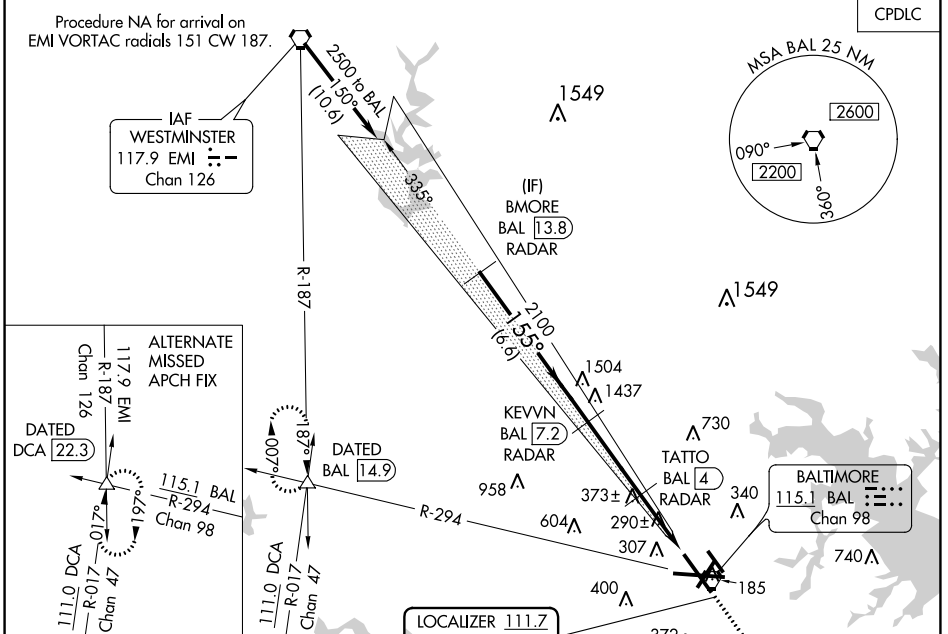 Procedure NA for arrival on
EMI VORTAC radials 151 CW 187.
CPDLC
IAF
WESTMINSTER
117.9 EMI
Chan 126
2500 to BAL
150°
(10.6)
335°
1549
MSA BAL 25 NM
2600
090°
2200
360°
(IF)
BMORE
BAL 13.8
RADAR
R-187
2100
155°
(6.6)
1549
1504
1437
KEVVN
BAL 7.2
RADAR
730
TATTO
BAL 4
RADAR
ALTERNATE
MISSED
APCH FIX
117.9 EMI
R-187
Chan 126
DATED
DCA 22.3
115.1 BAL
R-294
Chan 98
017°
197°
111.0 DCA
R-017
Chan 47
007°
187°
DATED
BAL 14.9
R-294
111.0 DCA
R-017
Chan 47
958
373±
604
290±
307
340
BALTIMORE
115.1 BAL
Chan 98
740
185
400
LOCALIZER 111.7